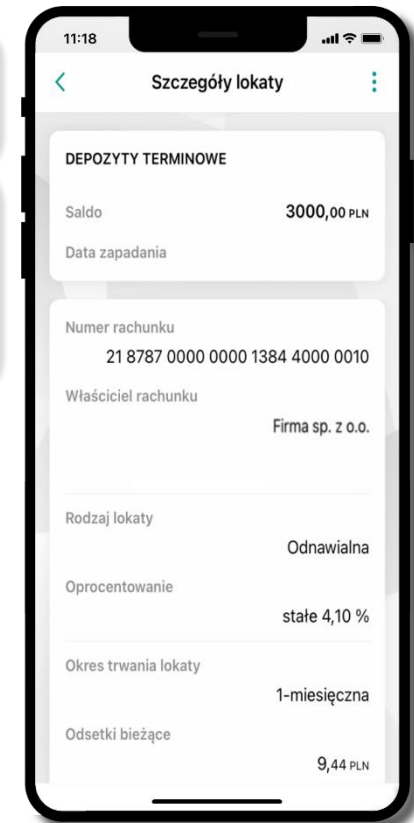 11:18
Szczegóły lokaty
DEPOZYTY TERMINOWE
Saldo 3000,00 PLN
Data zapadania
Numer rachunku
21 8787 0000 0000 1384 4000 0010
Właściciel rachunku
Firma sp. z o.o.
Rodzaj lokaty
Odnawialna
Oprocentowanie
stałe 4,10 %
Okres trwania lokaty
1-miesięczna
Odsetki bieżące
9,44 PLN